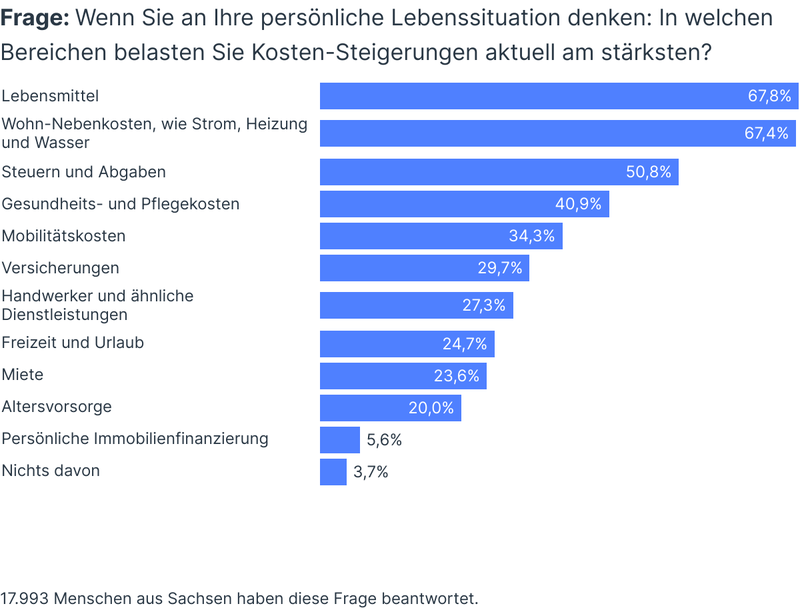 Frage: Wenn Sie an Ihre persönliche Lebenssituation denken: In welchen
Bereichen belasten Sie Kosten-Steigerungen aktuell am stärksten?
Lebensmittel 67,8%
Wohn-Nebenkosten, wie Strom, Heizung
und Wasser 67,4%
Steuern und Abgaben 50,8%
Gesundheits- und Pflegekosten 40,9%
Mobilitätskosten 34,3%
Versicherungen 29,7%
Handwerker und ähnliche
Dienstleistungen 27,3%
Freizeit und Urlaub 24,7%
Miete 23,6%
Altersvorsorge 20,0%
Persönliche Immobilienfinanzierung 5,6%
Nichts davon 3,7%
17.993 Menschen aus Sachsen haben diese Frage beantwortet.